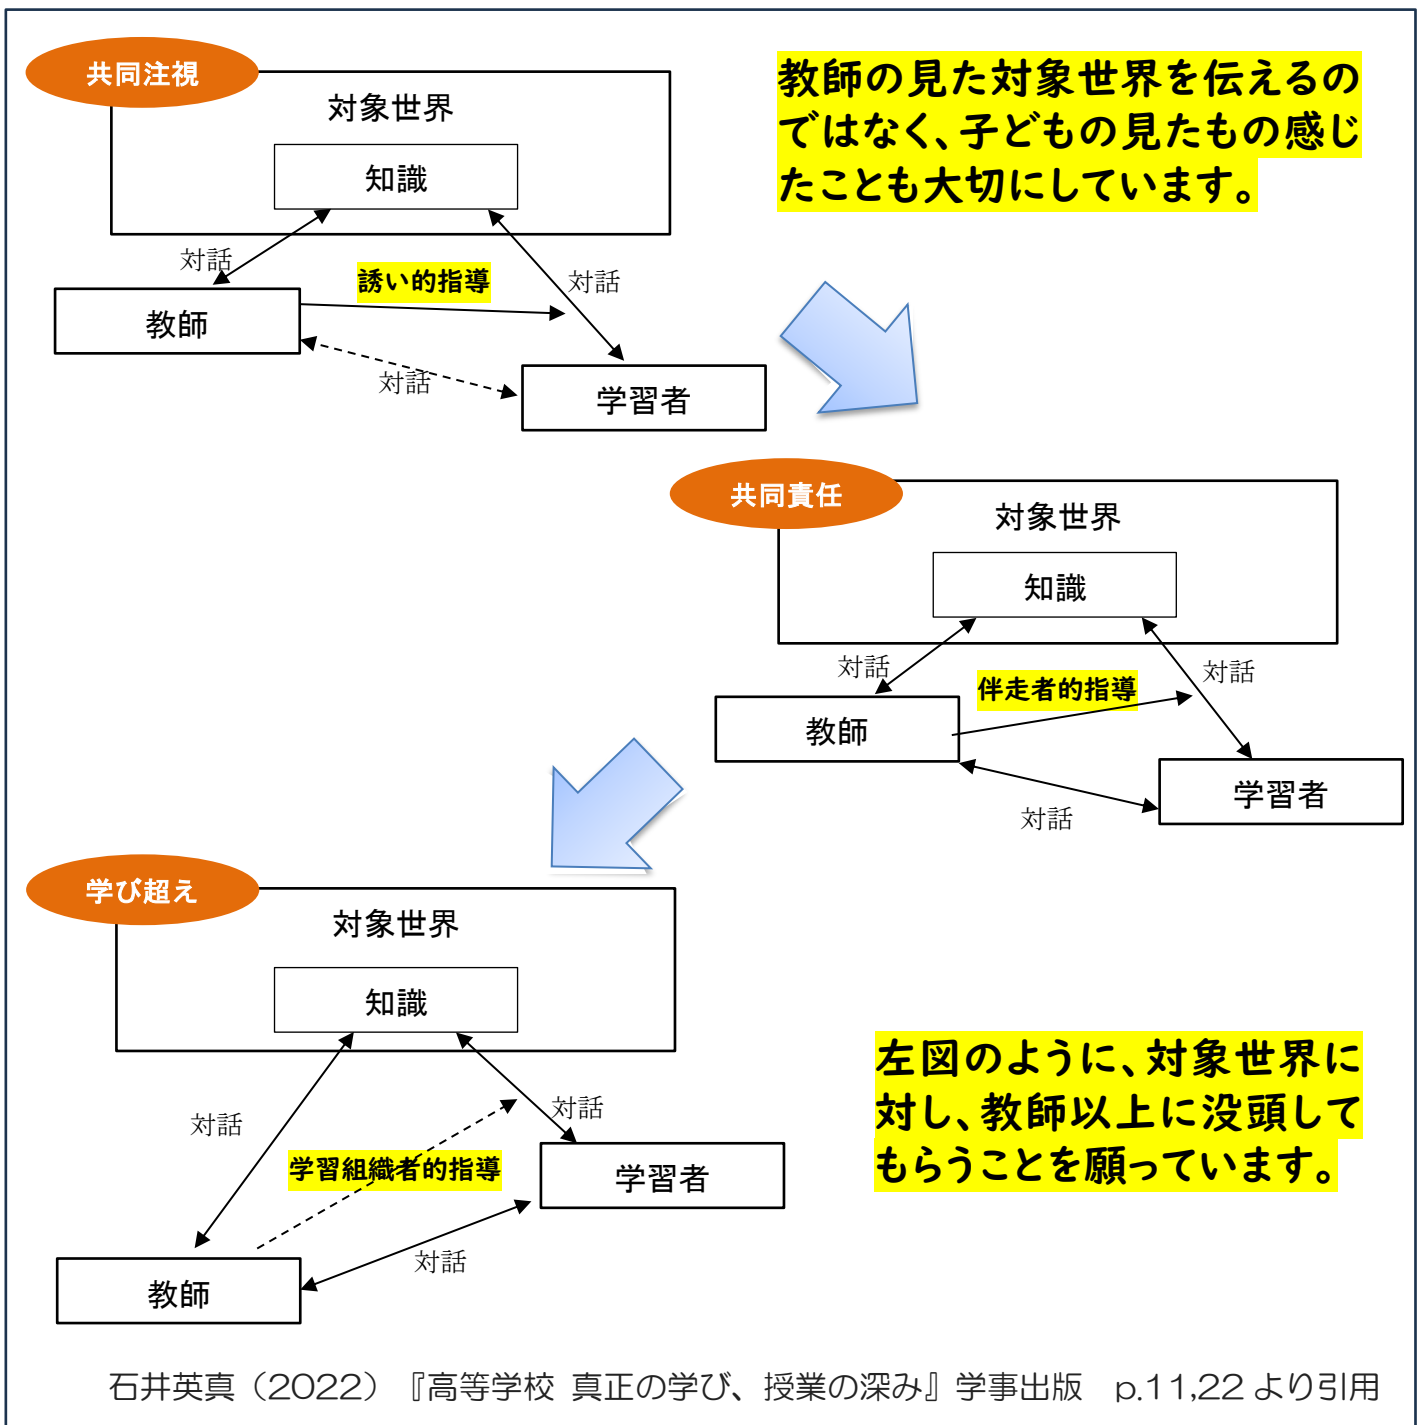 共同注視
対象世界
知識
教師の見た対象世界を伝えるの
ではなく、子どもの見たもの感じ
たことも大切にしています。
対話
誘い的指導
対話
教師
対話
学習者
共同責任
対象世界
知識
対話
伴走者的指導
対話
教師
学習者
対話
学び超え
対象世界
知識
左図のように、対象世界に
対し、教師以上に没頭して
もらうことを願っています。
対話
対話
学習組織者的指導
学習者
対話
教師
石井英真（2022）『高等学校 真正の学び、授業の深み』学事出版　p.11,22 より引用